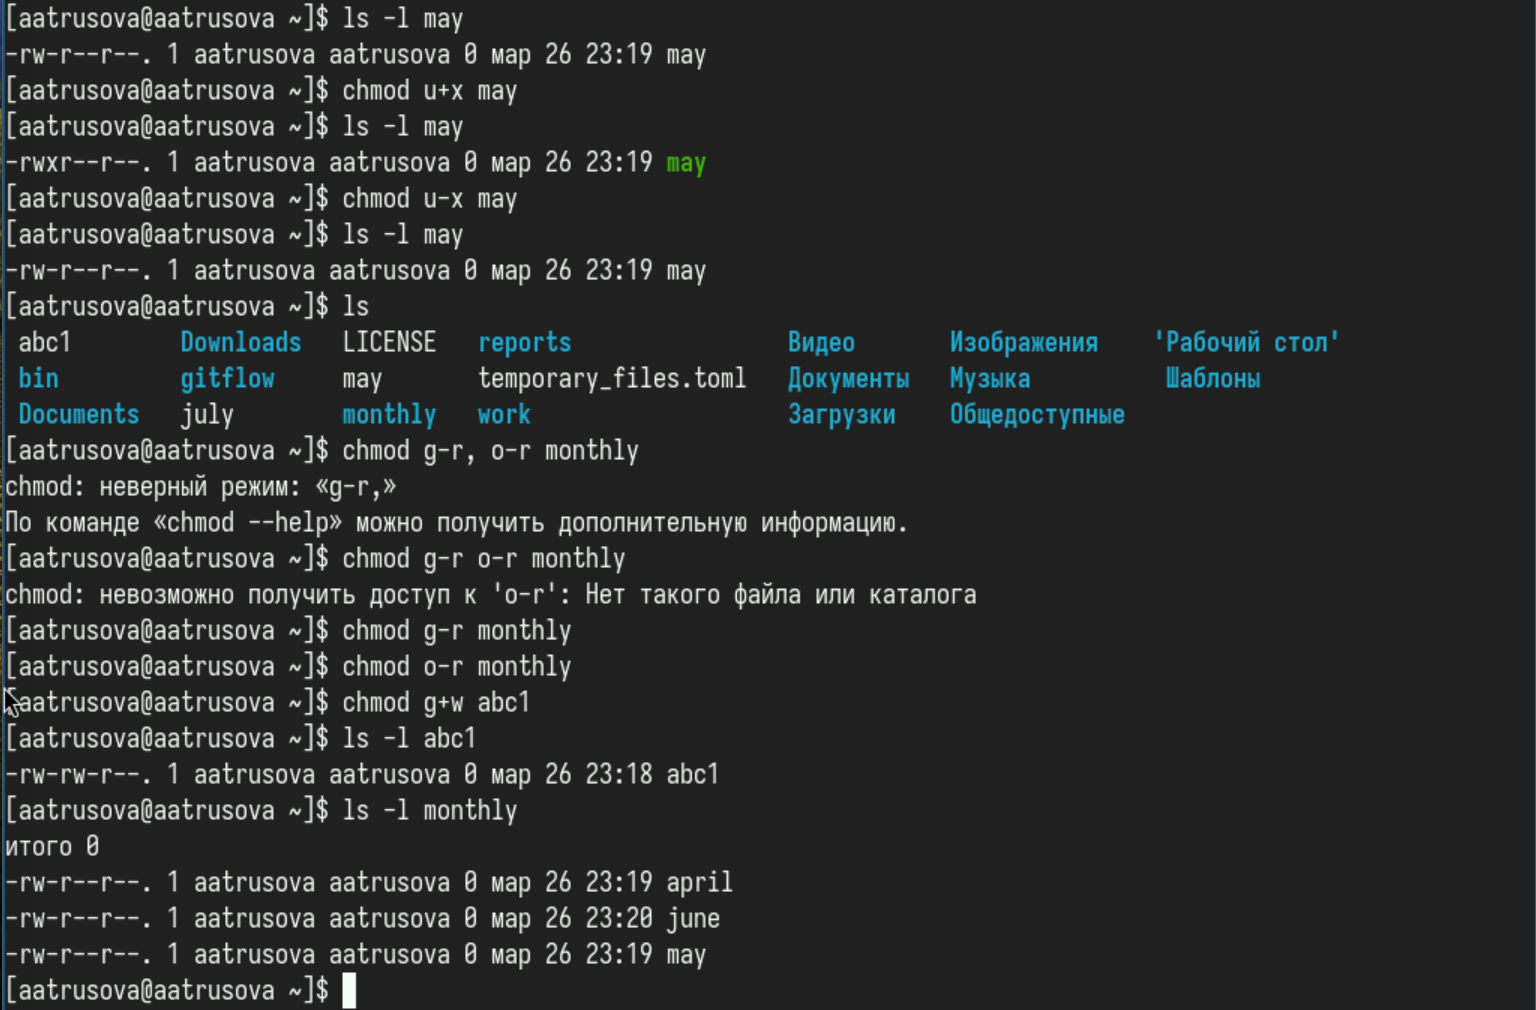 [aatrusova@aatrusova ~]$ ls -l may
-rw-r--r--. 1 aatrusova aatrusova 0 мар 26 23:19 may
[aatrusova@aatrusova ~]$ chmod u+x may
[aatrusova@aatrusova ~]$ ls -l may
-rwxr--r--. 1 aatrusova aatrusova 0 мар 26 23:19 may
[aatrusova@aatrusova ~]$ chmod u-x may
[aatrusova@aatrusova ~]$ ls -l may
-rw-r--r--. 1 aatrusova aatrusova 0 мар 26 23:19 may
[aatrusova@aatrusova ~]$ ls
abc1 Downloads LICENSE reports Видео Изображения 'Рабочий стол'
bin gitflow may temporary_files.toml Документы Музыка Шаблоны
Documents july monthly work Загрузки Общедоступные
[aatrusova@aatrusova ~]$ chmod g-r, o-r monthly
chmod: неверный режим: «g-r,»
По команде «chmod --help» можно получить дополнительную информацию.
[aatrusova@aatrusova ~]$ chmod g-r o-r monthly
chmod: невозможно получить доступ к 'o-r': Нет такого файла или каталога
[aatrusova@aatrusova ~]$ chmod g-r monthly
[aatrusova@aatrusova ~]$ chmod o-r monthly
[aatrusova@aatrusova ~]$ chmod g+w abc1
[aatrusova@aatrusova ~]$ ls -l abc1
-rw-rw-r--. 1 aatrusova aatrusova 0 мар 26 23:18 abc1
[aatrusova@aatrusova ~]$ ls -l monthly
итого 0
-rw-r--r--. 1 aatrusova aatrusova 0 мар 26 23:19 april
-rw-r--r--. 1 aatrusova aatrusova 0 мар 26 23:20 june
-rw-r--r--. 1 aatrusova aatrusova 0 мар 26 23:19 may
[aatrusova@aatrusova ~]$